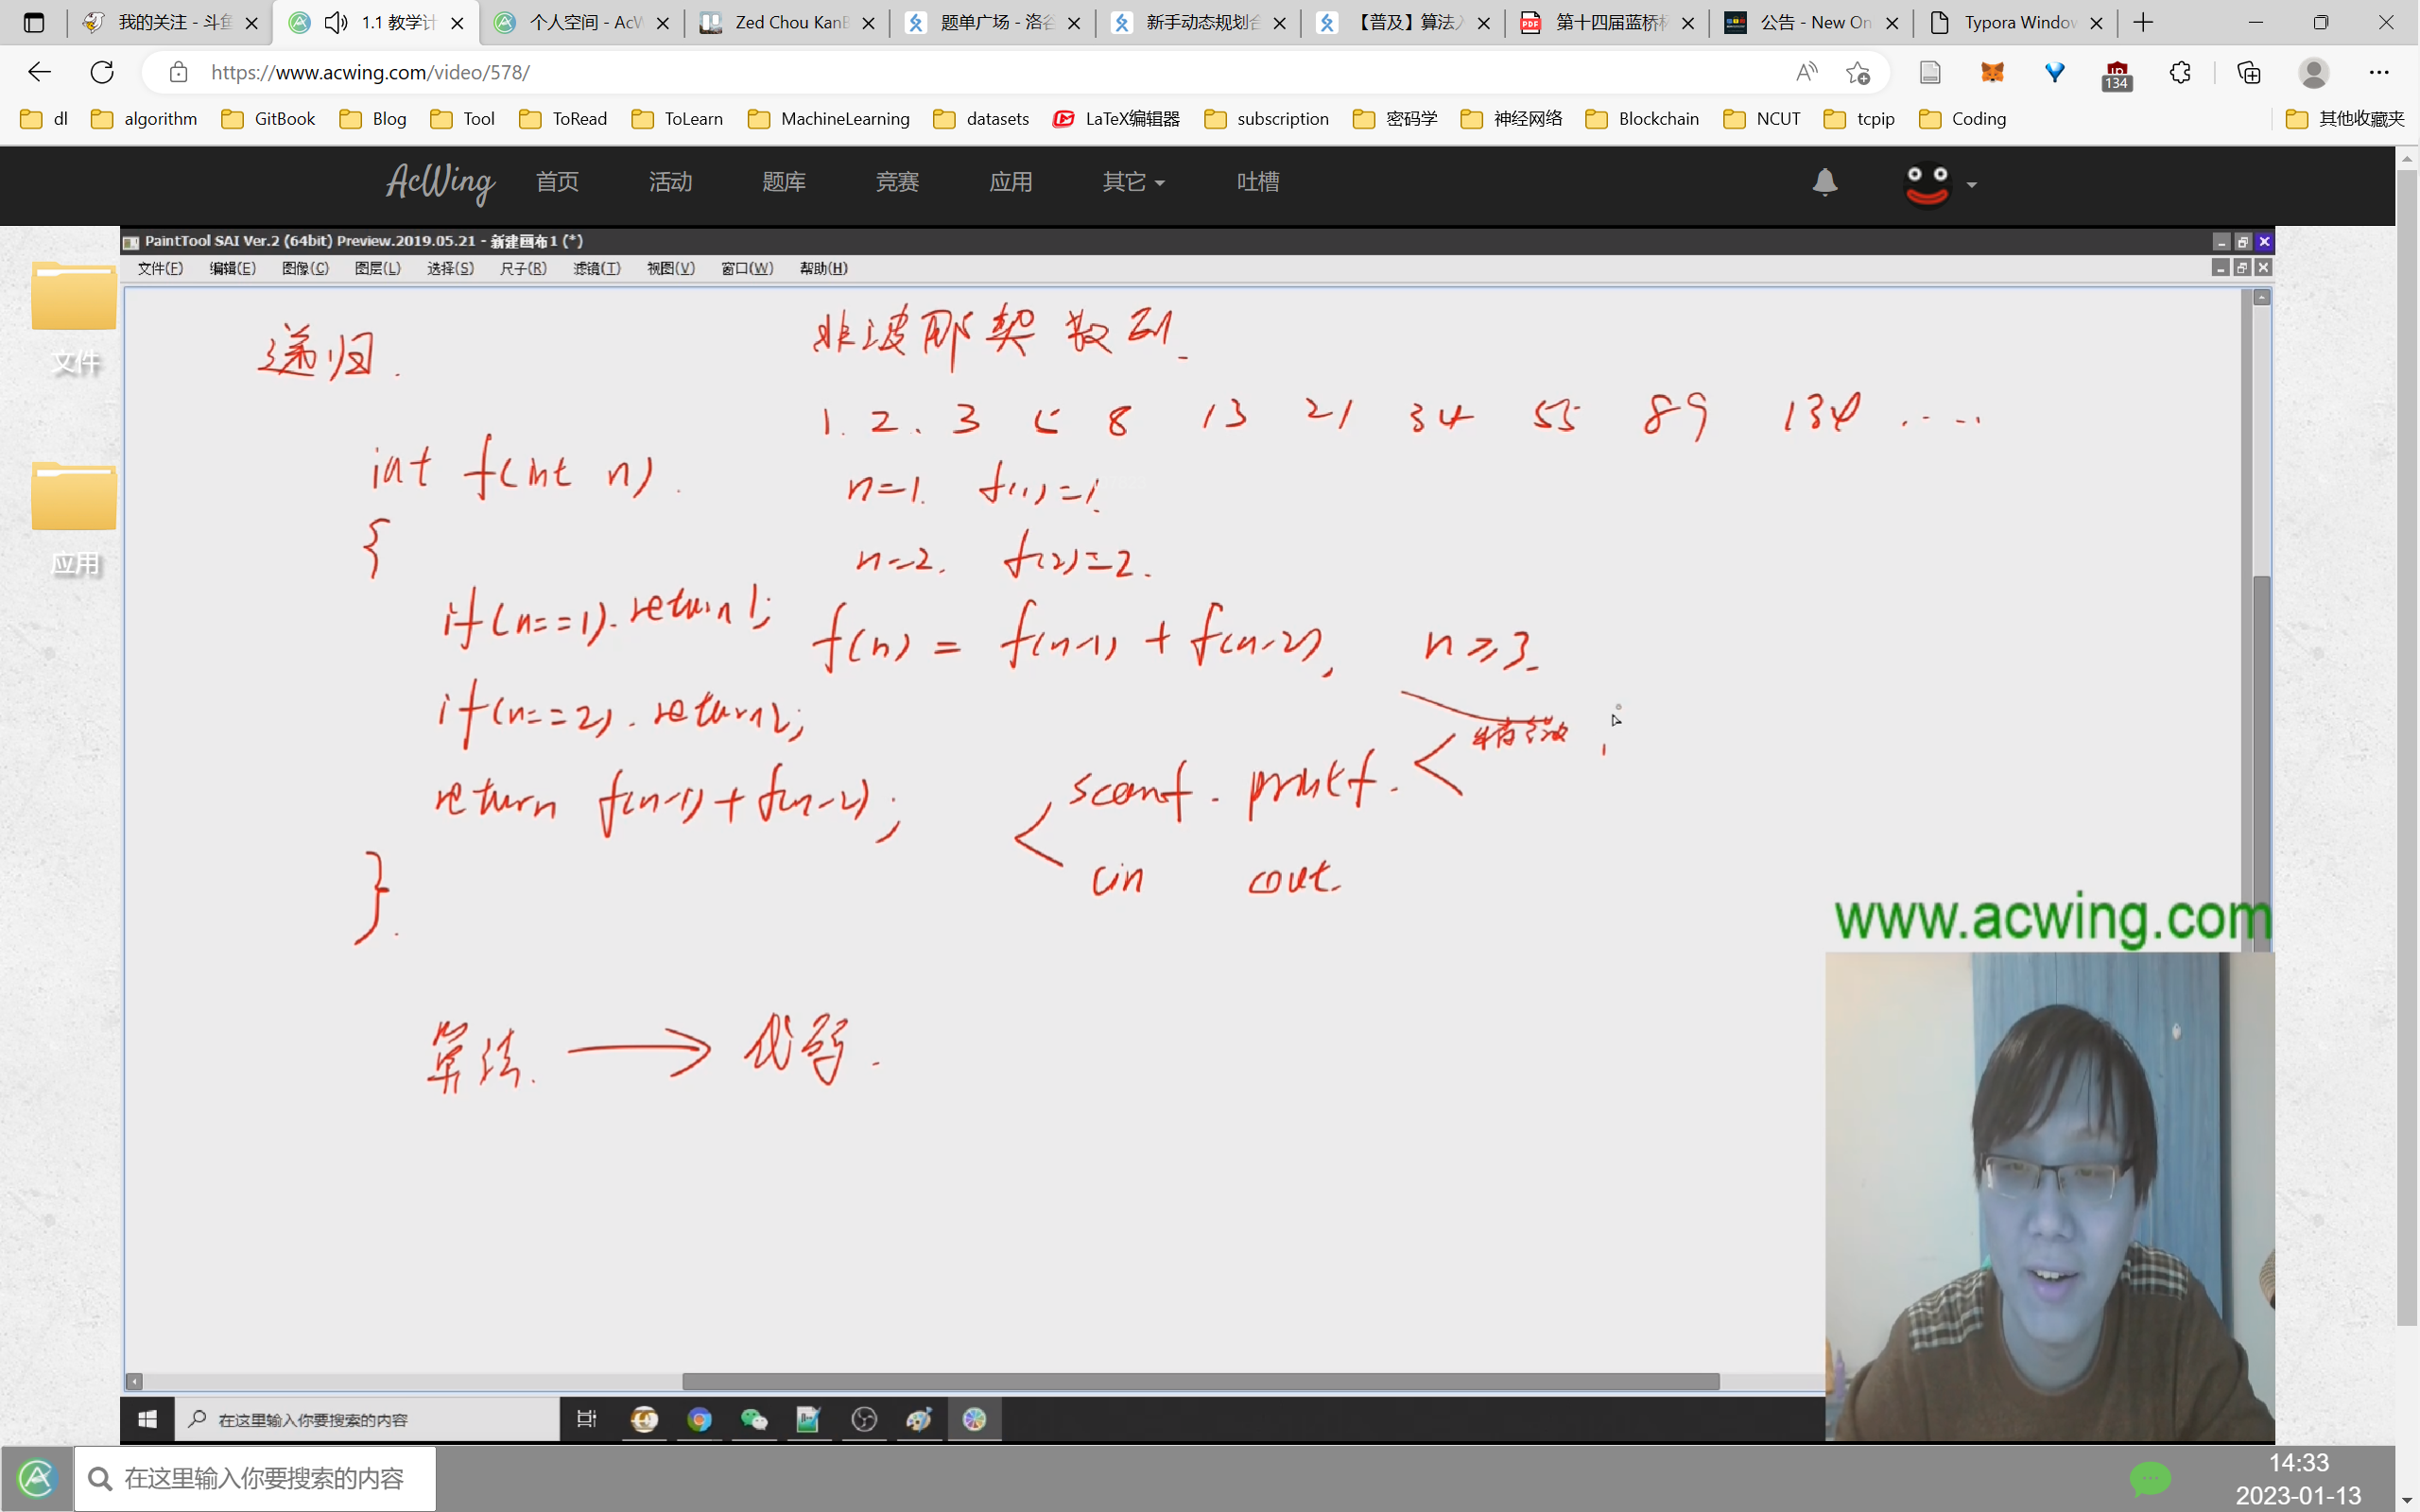 我的关注 - 斗鱼
1.1 教学计
个人空间 - AcW
Zed Chou KanB
题单广场 - 洛谷
新手动态规划合
【普及】算法入
第十四届蓝桥杯
公告 - New On
Typora Window
https://www.acwing.com/video/578/
134
dl
algorithm
GitBook
Blog
Tool
ToRead
ToLearn
MachineLearning
datasets
LaTeX编辑器
subscription
密码学
神经网络
Blockchain
NCUT
tcpip
Coding
其他收藏夹
AcWing
首页
活动
题库
竞赛
应用
其它
吐槽
PaintTool SAI Ver.2 (64bit) Preview.2019.05.21 - 新建画布1 (*)
文件(F)
编辑(E)
图像(C)
图层(L)
选择(S)
尺子(R)
滤镜(T)
视图(V)
窗口(W)
帮助(H)
文件
应用
递归.
int f(int n).
{
if(n==1). return 1;
if(n==2). return 2;
return f(n-1)+f(n-2);
}.
算法. → 代码.
斐波那契数列.
1. 2. 3 5 8 13 21 34 55 89 134 .....
n=1. f(1)=1.
n=2. f(2)=2.
f(n) = f(n-1) + f(n-2), n≥3.
scanf. printf.
cin cout.
www.acwing.com
在这里输入你要搜索的内容
在这里输入你要搜索的内容
14:33
2023-01-13